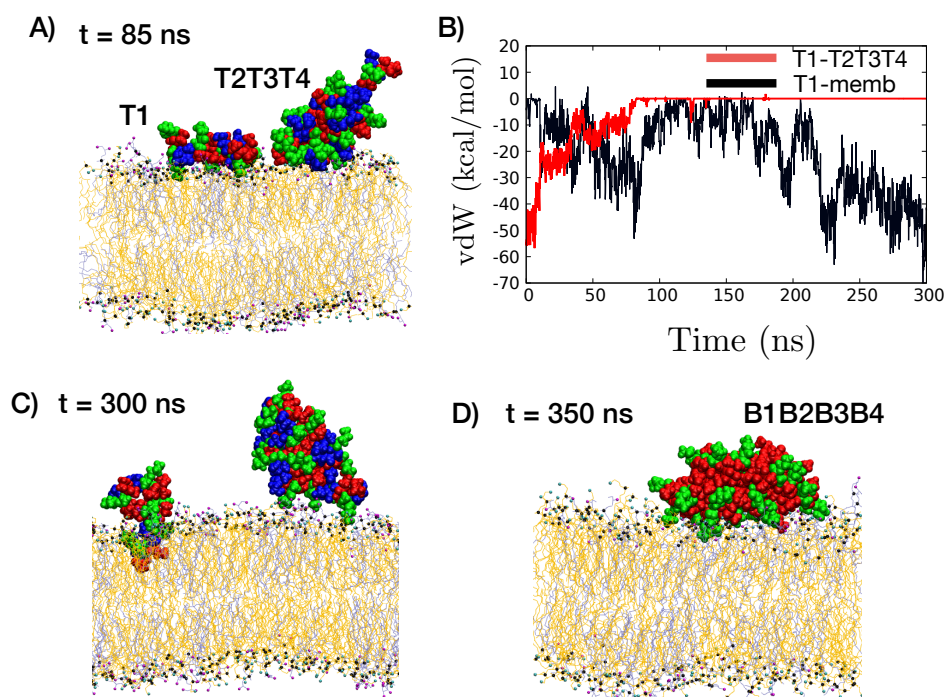 A) t = 85 ns
T1
T2T3T4
B)
T1-T2T3T4
T1-memb
20
10
0
-10
-20
-30
-40
-50
-60
-70
vdW (kcal/mol)
0 50 100 150 200 250 300
Time (ns)
C) t = 300 ns
D) t = 350 ns
B1B2B3B4